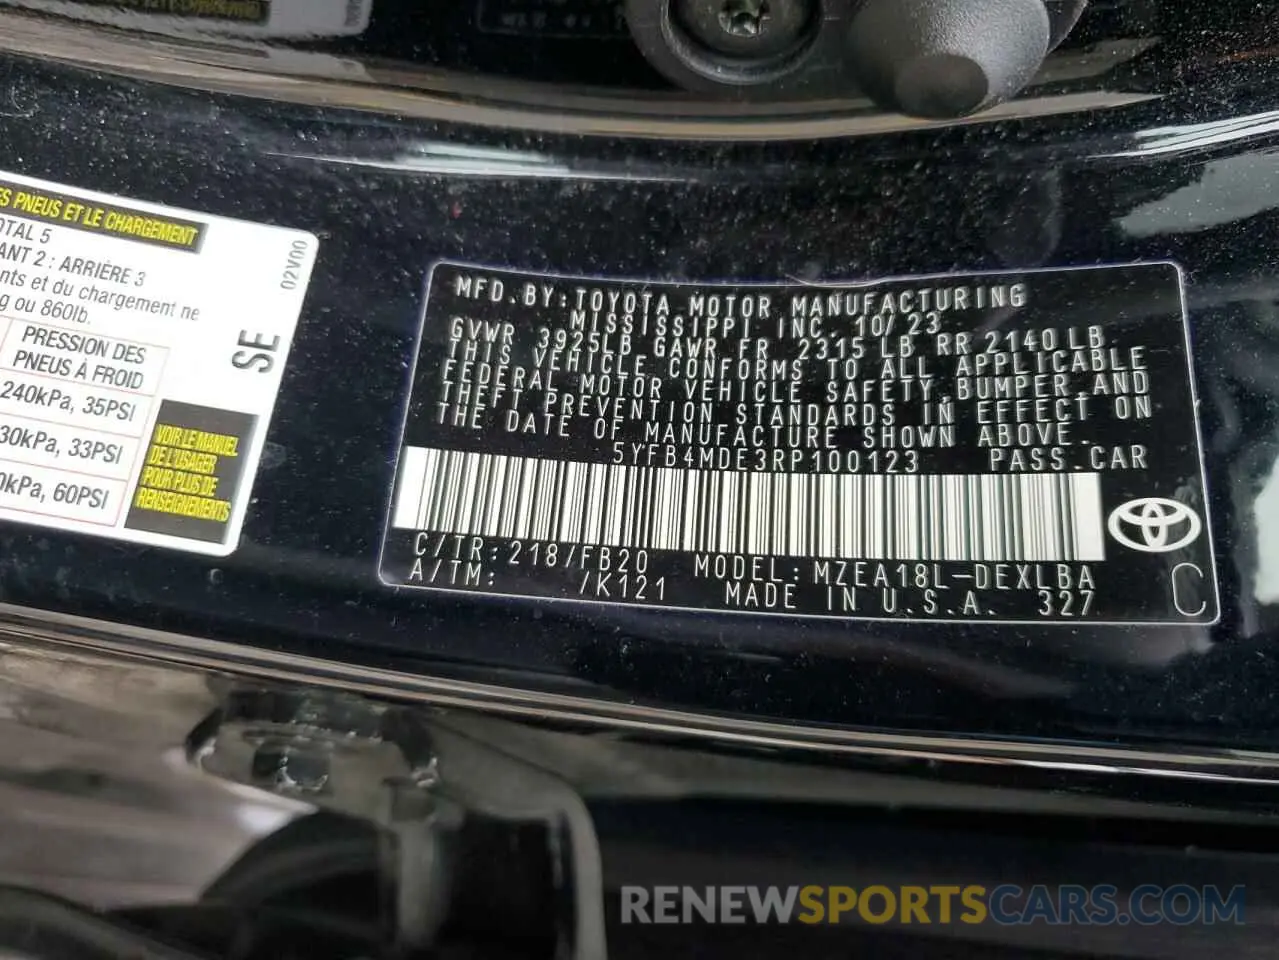 ES PNEUS ET LE CHARGEMENT
OTAL 5
ANT 2 : ARRIÈRE 3
nts et du chargement ne
g ou 860lb.
PRESSION DES
PNEUS À FROID
240kPa, 35PSI
30kPa, 33PSI
0kPa, 60PSI
VOIR LE MANUEL
DE L'USAGER
POUR PLUS DE
RENSEIGNEMENTS
02V00
SE
MFD. BY: TOYOTA MOTOR MANUFACTURING
MISSISSIPPI INC. 10/23
GVWR 3925LB GAWR FR 2315 LB RR 2140 LB
THIS VEHICLE CONFORMS TO ALL APPLICABLE
FEDERAL MOTOR VEHICLE SAFETY, BUMPER, AND
THEFT PREVENTION STANDARDS IN EFFECT ON
THE DATE OF MANUFACTURE SHOWN ABOVE.
5YFB4MDE3RP100123 PASS. CAR
C/TR: 218/FB20 MODEL: MZEA18L-DEXLBA
A/TM: /K121 MADE IN U.S.A. 327
C
RENEWSPORTSCARS.COM